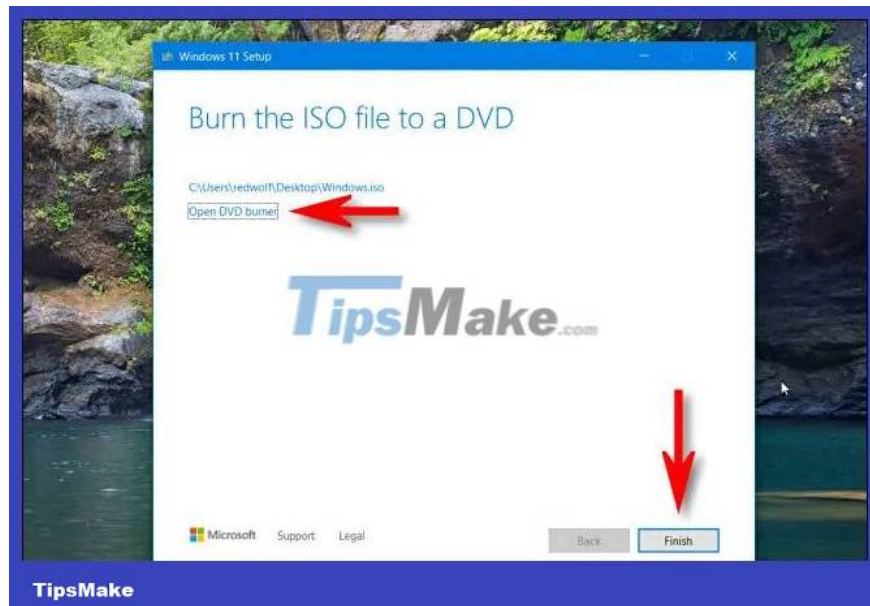 Windows 11 Setup
Burn the ISO file to a DVD
C:\Users\redwolf\Desktop\Windows.iso
Open DVD burner
TipsMake.com
Microsoft Support Legal
Back Finish
TipsMake